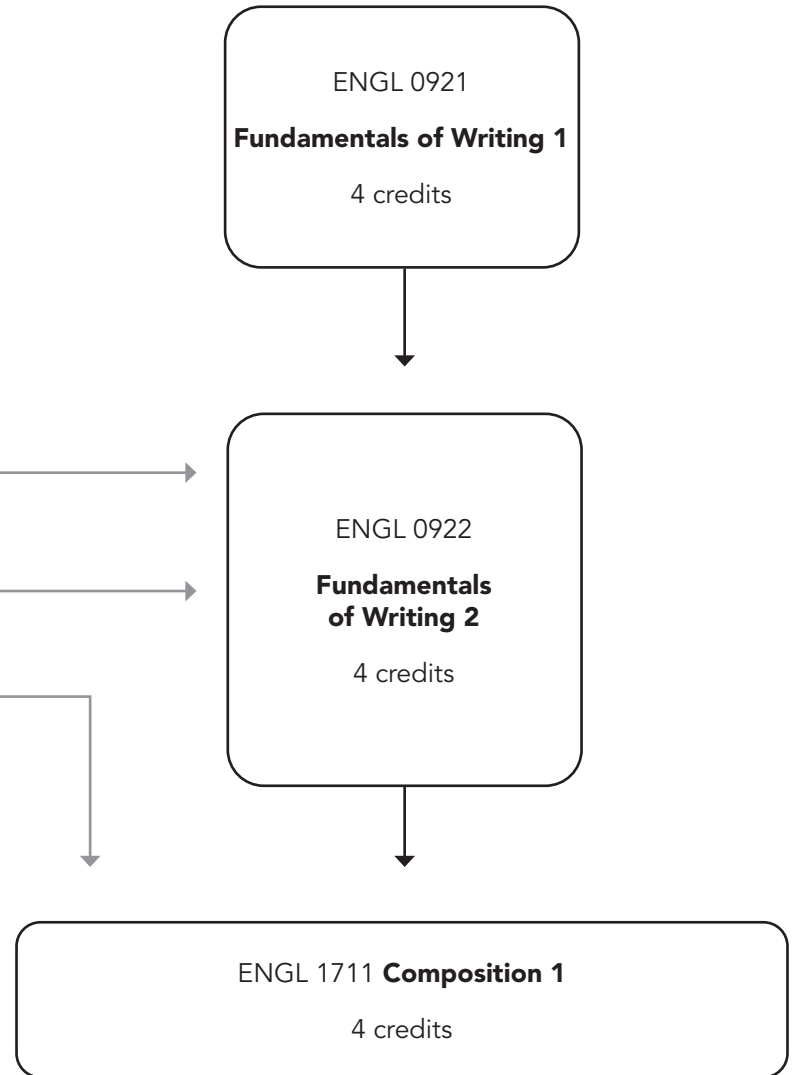 ENGL 0921
Fundamentals of Writing 1
4 credits
ENGL 0922
Fundamentals
of Writing 2
4 credits
ENGL 1711 Composition 1
4 credits